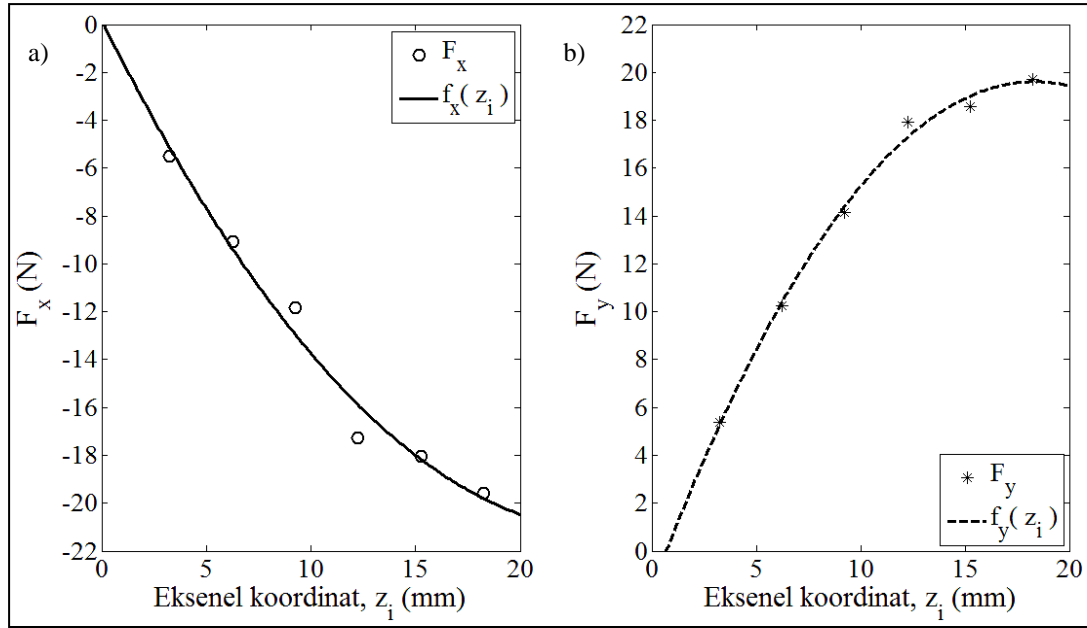 a)
F_x
f_x( z_i )
0
-2
-4
-6
-8
-10
-12
-14
-16
-18
-20
-22
F_x (N)
0 5 10 15 20
Eksenel koordinat, z_i (mm)
b)
22
20
18
16
14
12
10
8
6
4
2
0
F_y (N)
F_y
f_y( z_i )
0 5 10 15 20
Eksenel koordinat, z_i (mm)